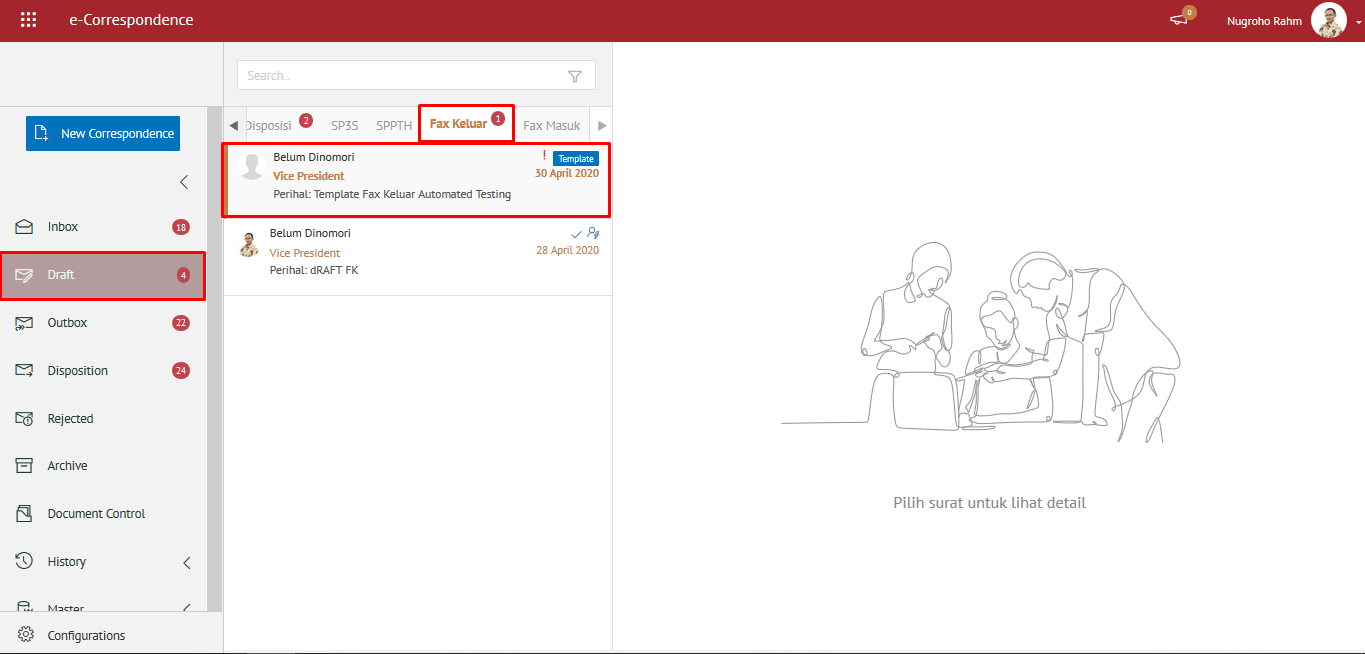 e-Correspondence
0
Nugroho Rahm
Search..
New Correspondence
Disposisi 2
SP3S
SPPTH
Fax Keluar 1
Fax Masuk
Belum Dinomori
! Template
Vice President
30 April 2020
Perihal: Template Fax Keluar Automated Testing
Belum Dinomori
Vice President
28 April 2020
Perihal: dRAFT FK
Inbox 18
Draft 4
Outbox 22
Disposition 24
Rejected
Archive
Document Control
History
Master
Configurations
Pilih surat untuk lihat detail